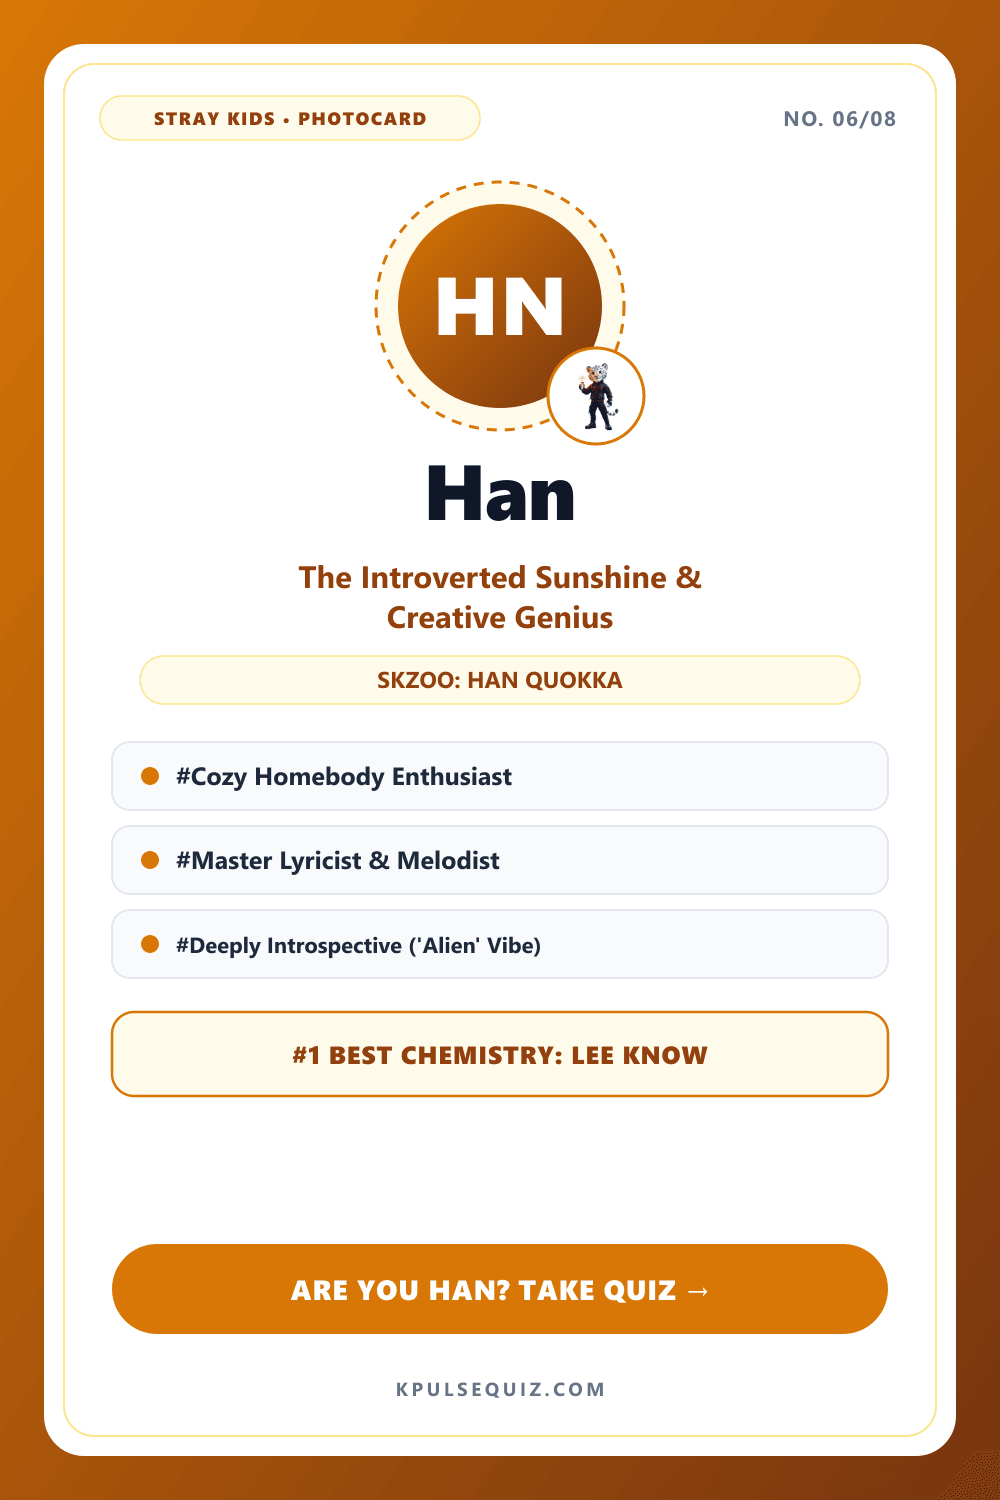 STRAY KIDS • PHOTOCARD
NO. 06/08
HN
Han
The Introverted Sunshine &
Creative Genius
SKZOO: HAN QUOKKA
#Cozy Homebody Enthusiast
#Master Lyricist & Melodist
#Deeply Introspective ('Alien' Vibe)
#1 BEST CHEMISTRY: LEE KNOW
ARE YOU HAN? TAKE QUIZ →
KPULSEQUIZ.COM